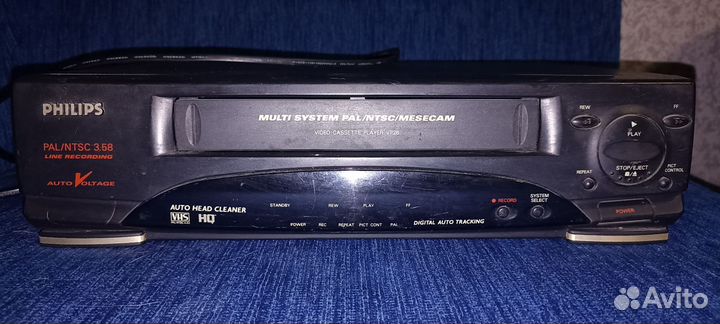 PHILIPS
PAL/NTSC 3.58
LINE RECORDING
AUTO VOLTAGE
MULTI SYSTEM PAL/NTSC/MESECAM
VIDEO CASSETTE PLAYER
REW
FF
PLAY
STOP/EJECT
REPEAT
PICT
CONTROL
POWER
AUTO HEAD CLEANER
VHS
HQ
STANDBY
REW
PLAY
FF
POWER
REC
REPEAT
PICT CONT
PAL
RECORD
SYSTEM
SELECT
DIGITAL AUTO TRACKING
Avito